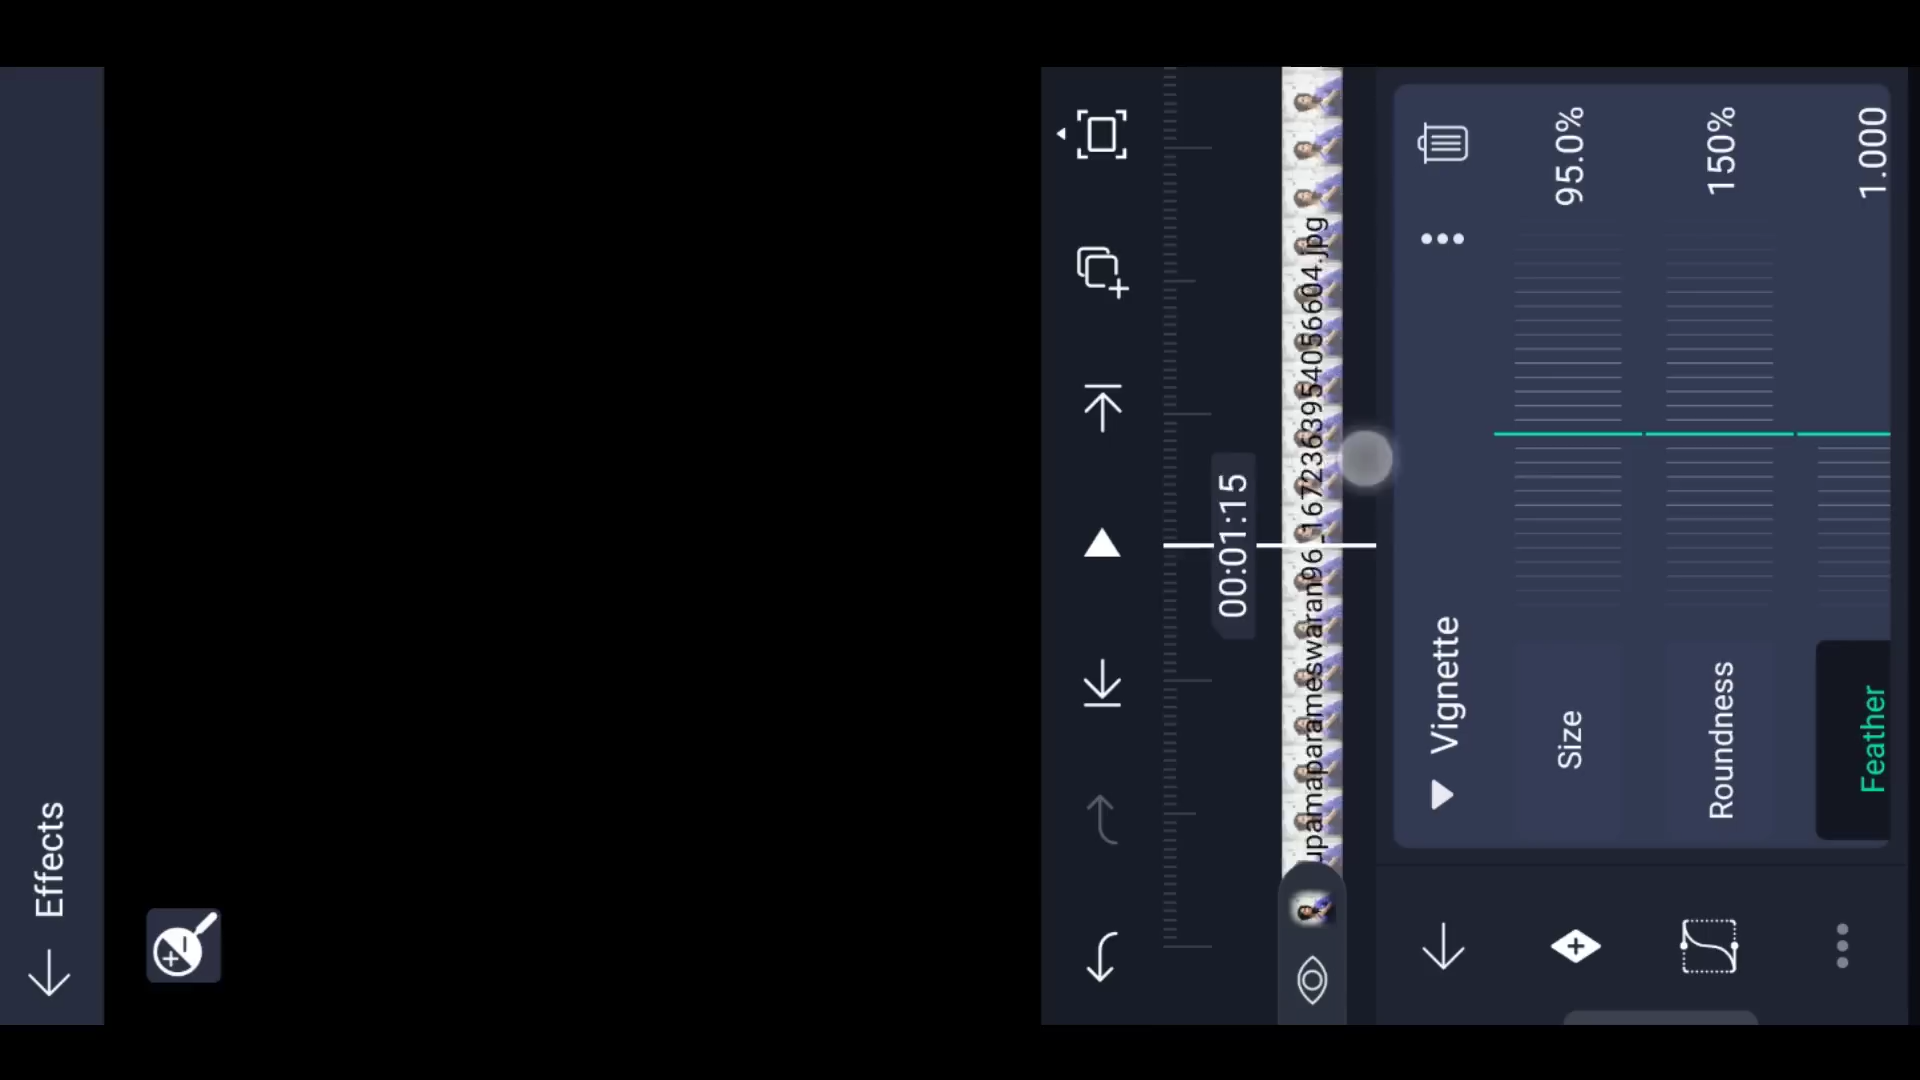 Effects
00:01:15
upamaparameswaran96_1672363954056604.jpg
Vignette
Size
95.0%
Roundness
150%
Feather
1.000